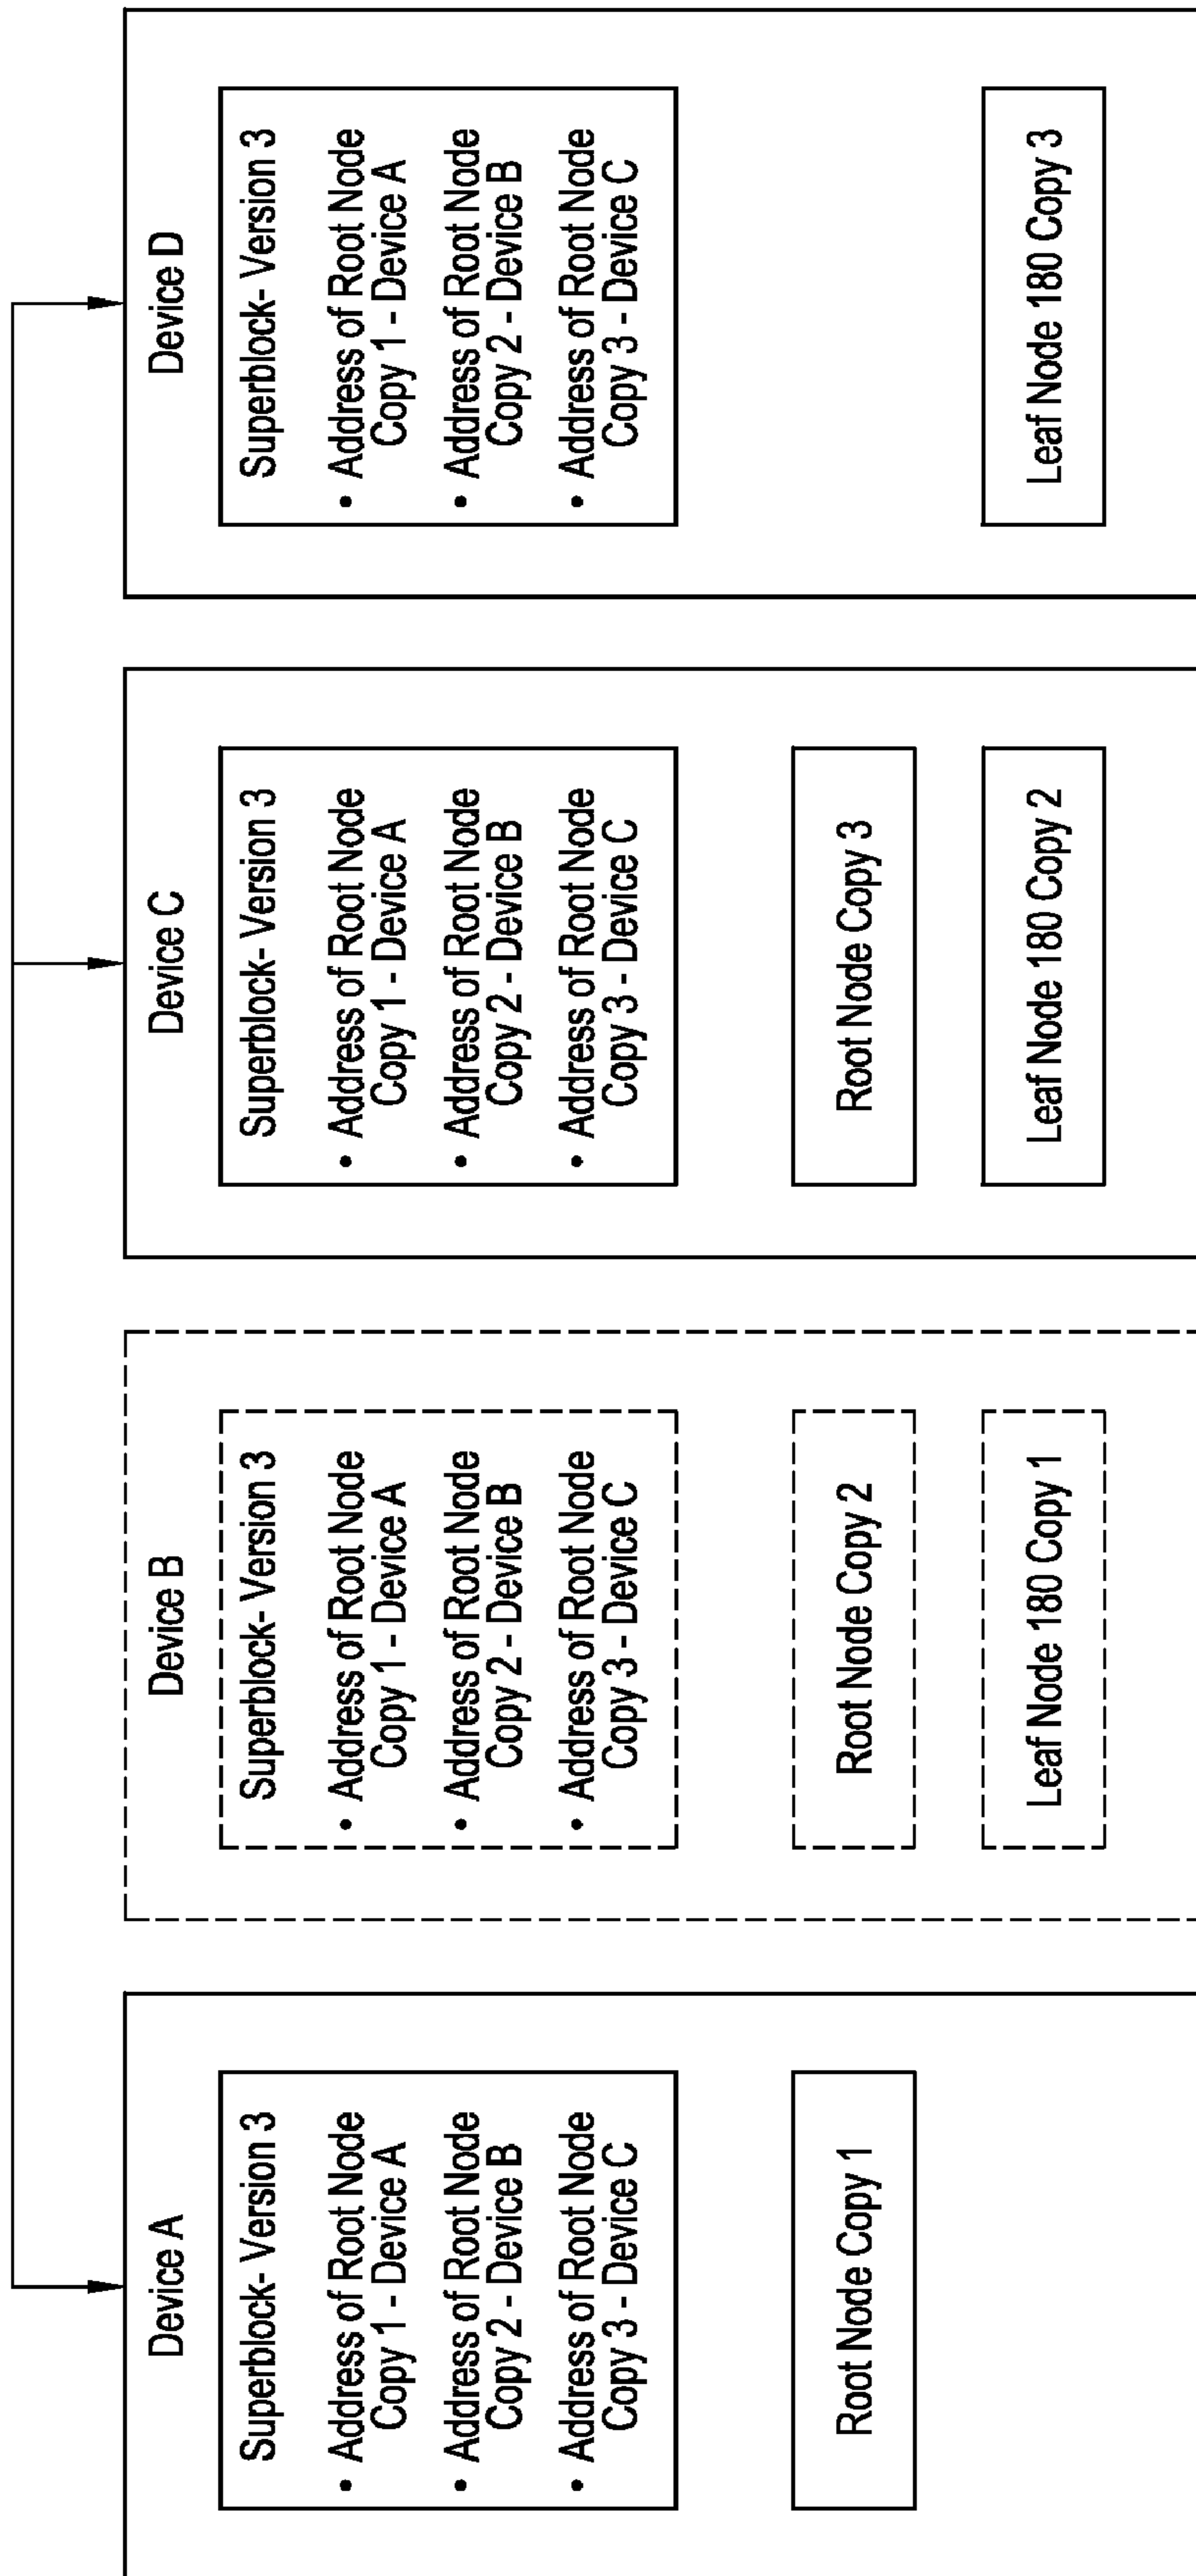 Device A
Superblock- Version 3
• Address of Root Node
Copy 1 - Device A
• Address of Root Node
Copy 2 - Device B
• Address of Root Node
Copy 3 - Device C
Root Node Copy 1
Device B
Superblock- Version 3
• Address of Root Node
Copy 1 - Device A
• Address of Root Node
Copy 2 - Device B
• Address of Root Node
Copy 3 - Device C
Root Node Copy 2
Leaf Node 180 Copy 1
Device C
Superblock- Version 3
• Address of Root Node
Copy 1 - Device A
• Address of Root Node
Copy 2 - Device B
• Address of Root Node
Copy 3 - Device C
Root Node Copy 3
Leaf Node 180 Copy 2
Device D
Superblock- Version 3
• Address of Root Node
Copy 1 - Device A
• Address of Root Node
Copy 2 - Device B
• Address of Root Node
Copy 3 - Device C
Leaf Node 180 Copy 3